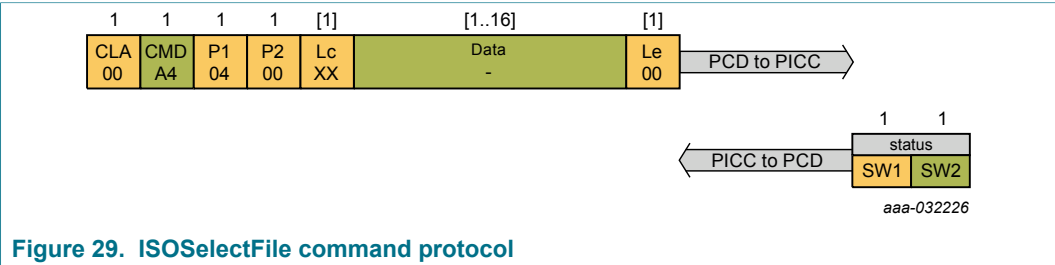 1 1 1 1 [1] [1..16] [1]
CLA CMD P1 P2 Lc Data Le
00 A4 04 00 XX - 00
PCD to PICC
1 1
status
PICC to PCD
SW1 SW2
aaa-032226
Figure 29. ISOSelectFile command protocol